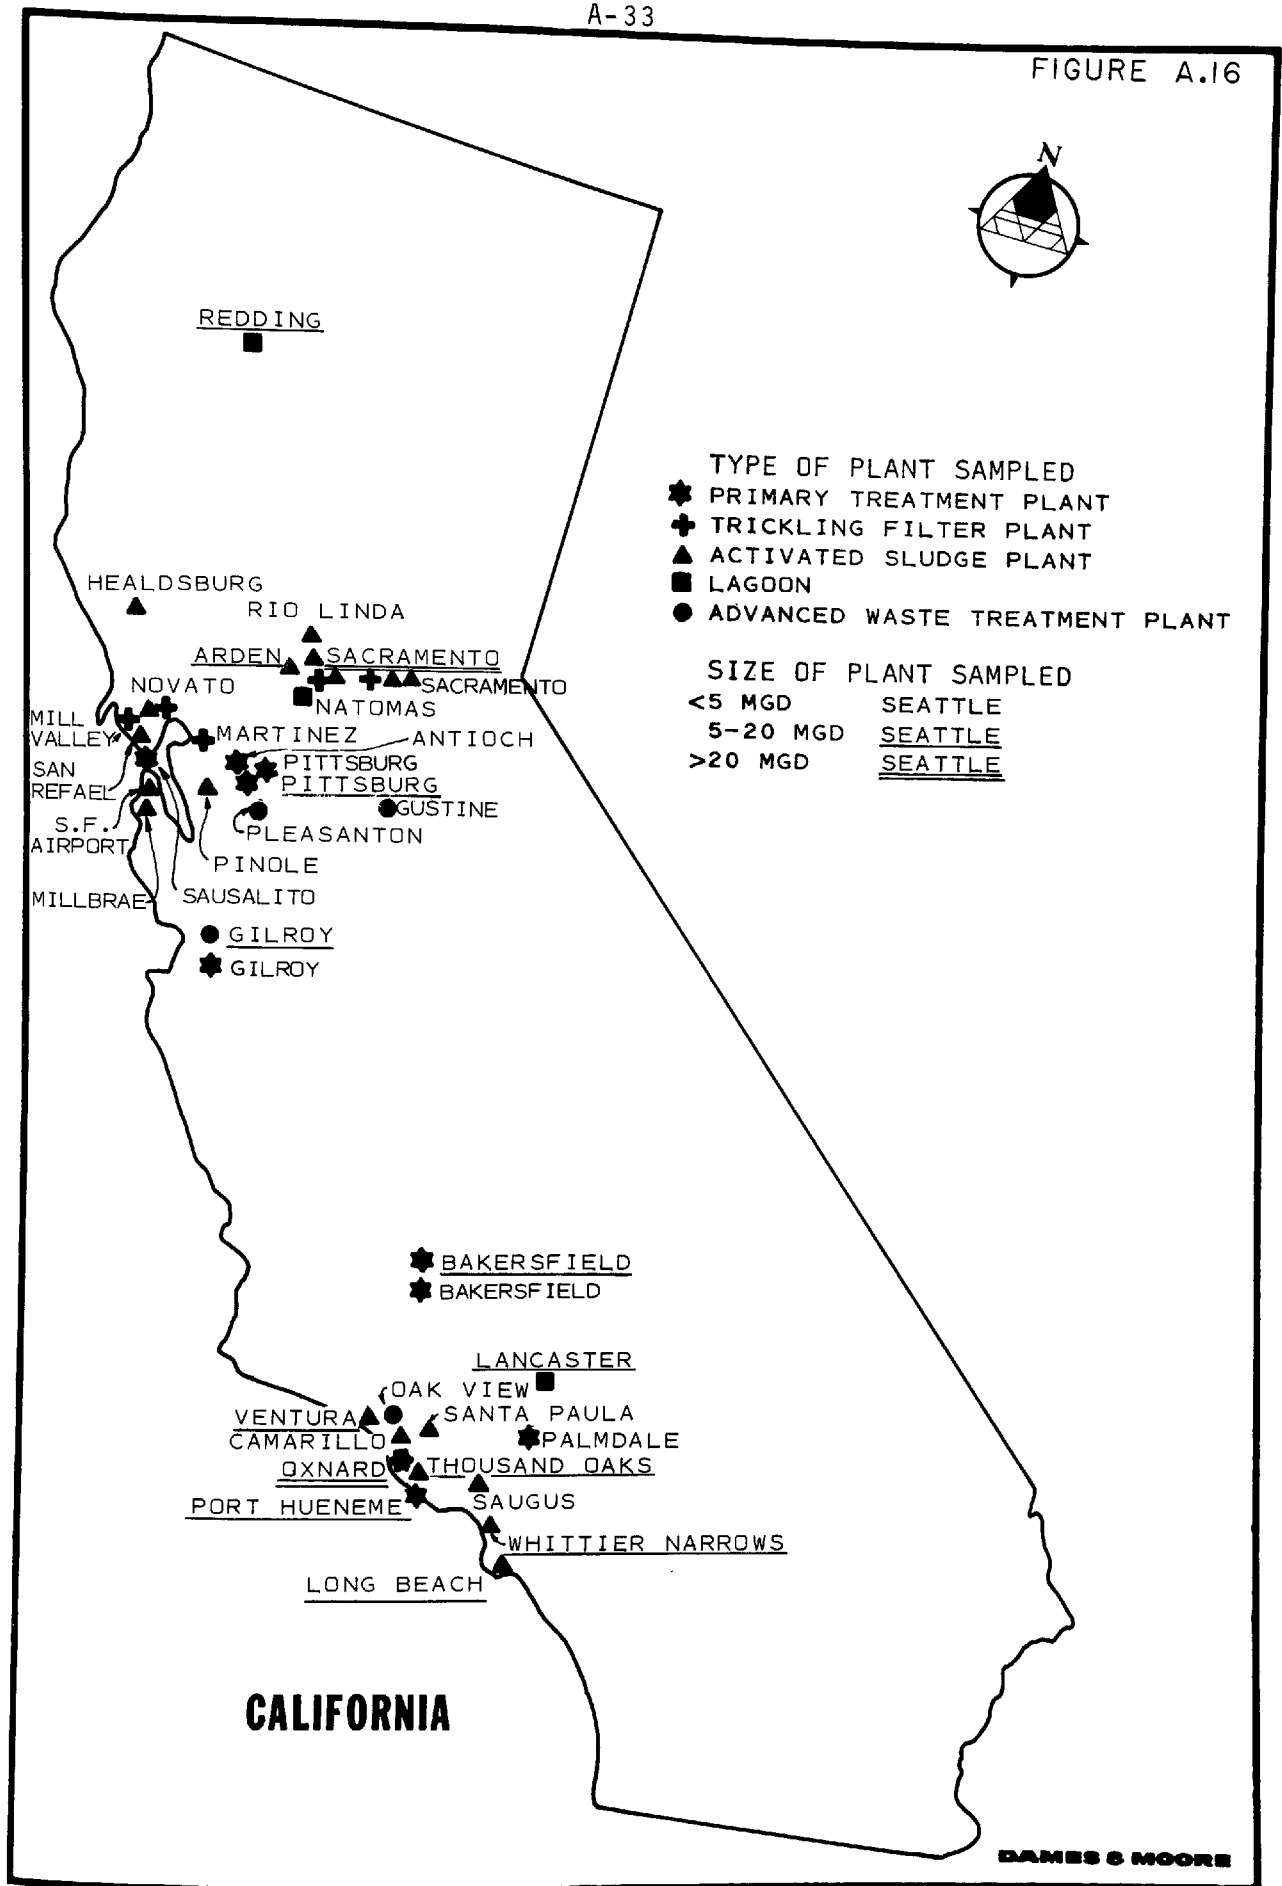 A-33
FIGURE A.16
N
REDDING
TYPE OF PLANT SAMPLED
PRIMARY TREATMENT PLANT
TRICKLING FILTER PLANT
ACTIVATED SLUDGE PLANT
LAGOON
ADVANCED WASTE TREATMENT PLANT
SIZE OF PLANT SAMPLED
<5 MGD SEATTLE
5-20 MGD SEATTLE
>20 MGD SEATTLE
HEALDSBURG
RIO LINDA
ARDEN
SACRAMENTO
SACRAMENTO
NOVATO
NATOMAS
MILL
VALLEY
MARTINEZ
ANTIOCH
SAN
REFAEL
PITTSBURG
PITTSBURG
GUSTINE
S.F.
AIRPORT
PLEASANTON
PINOLE
MILLBRAE
SAUSALITO
GILROY
GILROY
BAKERSFIELD
BAKERSFIELD
LANCASTER
OAK VIEW
VENTURA
SANTA PAULA
CAMARILLO
PALMDALE
OXNARD
THOUSAND OAKS
PORT HUENEME
SAUGUS
WHITTIER NARROWS
LONG BEACH
CALIFORNIA
DAMES & MOORE